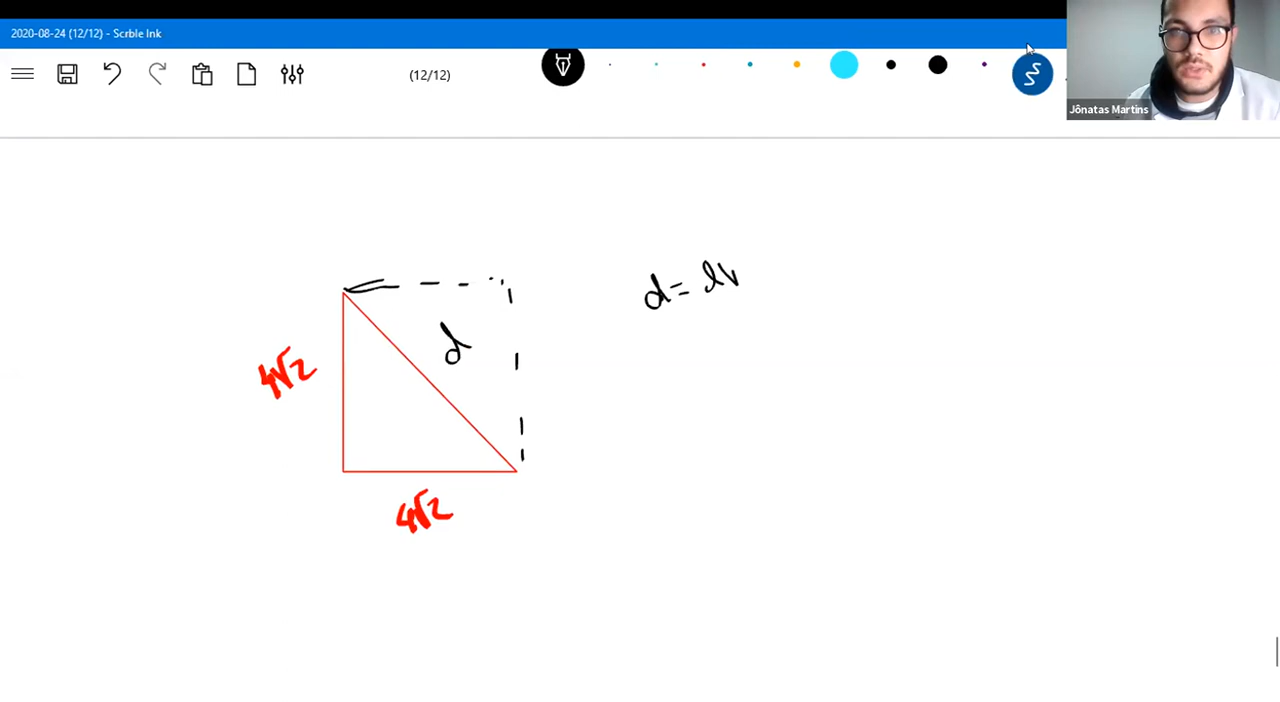 2020-08-24 (12/12) - Scrble Ink
(12/12)
Jônatas Martins
d = l√
d
4√2
4√2